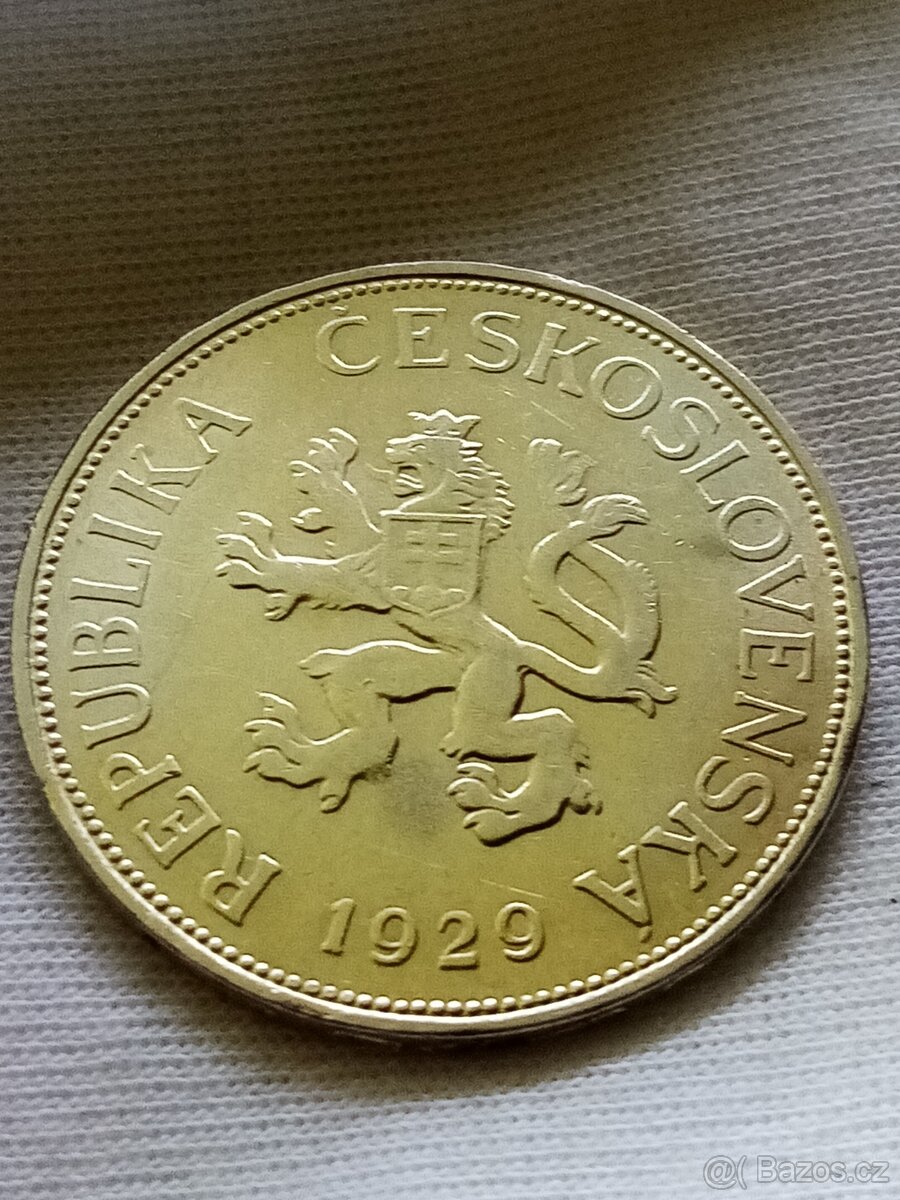 REPUBLIKA ČESKOSLOVENSKÁ
1929
@( Bazos.cz